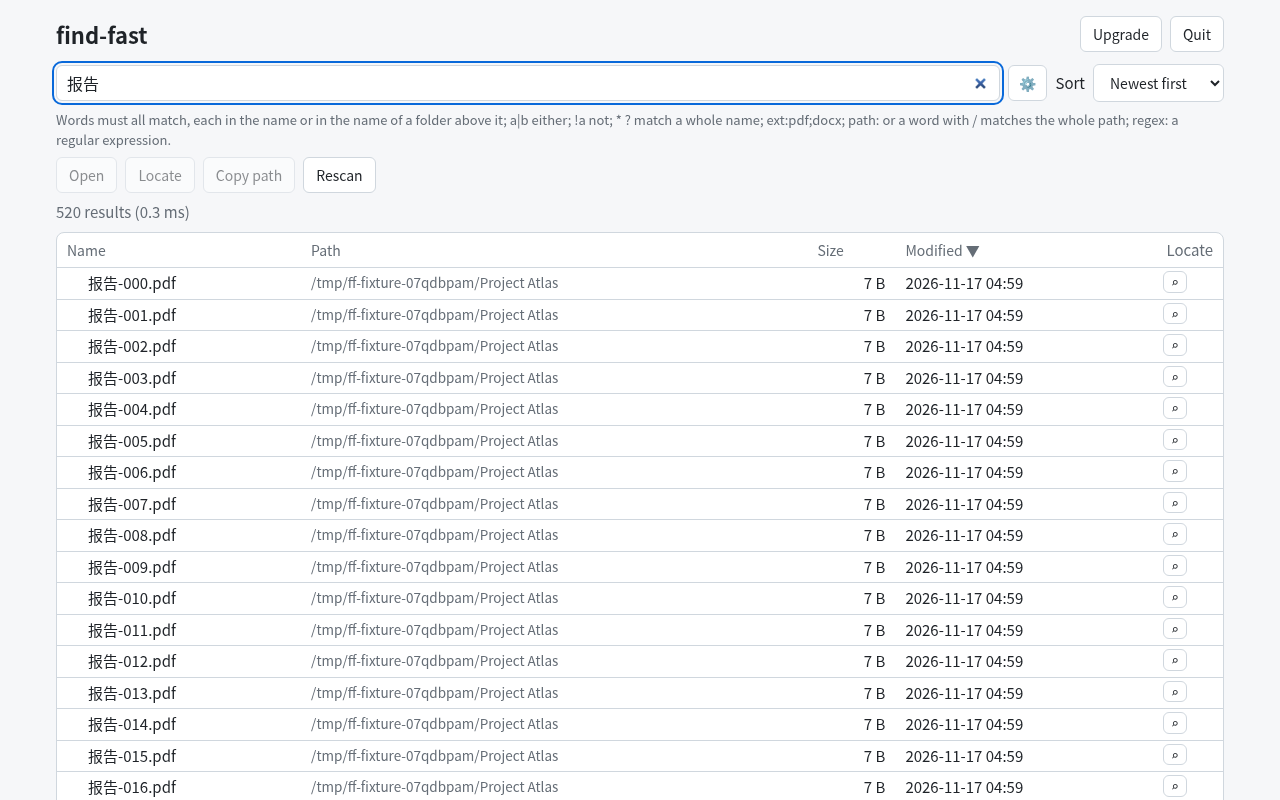 find-fast Upgrade Quit
报告 Sort Newest first
Words must all match, each in the name or in the name of a folder above it; a|b either; !a not; * ? match a whole name; ext:pdf;docx; path: or a word with / matches the whole path; regex: a
regular expression.
Open Locate Copy path Rescan
520 results (0.3 ms)
Name Path Size Modified ▼ Locate
报告-000.pdf /tmp/ff-fixture-07qdbpam/Project Atlas 7 B 2026-11-17 04:59
报告-001.pdf /tmp/ff-fixture-07qdbpam/Project Atlas 7 B 2026-11-17 04:59
报告-002.pdf /tmp/ff-fixture-07qdbpam/Project Atlas 7 B 2026-11-17 04:59
报告-003.pdf /tmp/ff-fixture-07qdbpam/Project Atlas 7 B 2026-11-17 04:59
报告-004.pdf /tmp/ff-fixture-07qdbpam/Project Atlas 7 B 2026-11-17 04:59
报告-005.pdf /tmp/ff-fixture-07qdbpam/Project Atlas 7 B 2026-11-17 04:59
报告-006.pdf /tmp/ff-fixture-07qdbpam/Project Atlas 7 B 2026-11-17 04:59
报告-007.pdf /tmp/ff-fixture-07qdbpam/Project Atlas 7 B 2026-11-17 04:59
报告-008.pdf /tmp/ff-fixture-07qdbpam/Project Atlas 7 B 2026-11-17 04:59
报告-009.pdf /tmp/ff-fixture-07qdbpam/Project Atlas 7 B 2026-11-17 04:59
报告-010.pdf /tmp/ff-fixture-07qdbpam/Project Atlas 7 B 2026-11-17 04:59
报告-011.pdf /tmp/ff-fixture-07qdbpam/Project Atlas 7 B 2026-11-17 04:59
报告-012.pdf /tmp/ff-fixture-07qdbpam/Project Atlas 7 B 2026-11-17 04:59
报告-013.pdf /tmp/ff-fixture-07qdbpam/Project Atlas 7 B 2026-11-17 04:59
报告-014.pdf /tmp/ff-fixture-07qdbpam/Project Atlas 7 B 2026-11-17 04:59
报告-015.pdf /tmp/ff-fixture-07qdbpam/Project Atlas 7 B 2026-11-17 04:59
报告-016.pdf /tmp/ff-fixture-07qdbpam/Project Atlas 7 B 2026-11-17 04:59